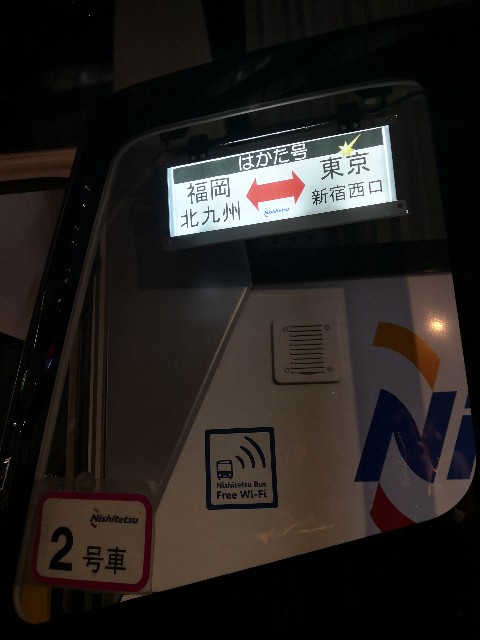 はかた号
福岡
北九州
東京
新宿西口
Nishitetsu
Nishitetsu Bus
Free Wi-Fi
Ni
Nishitetsu
2号車